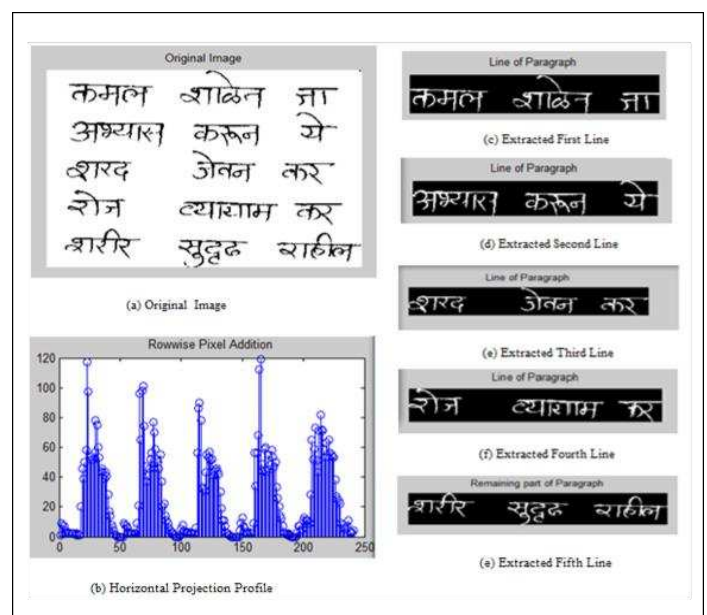 Original Image
कमल शाळेत जा
अभ्यास करून ये
शरद जेवन कर
रोज व्यायाम कर
शरीर सुदृढ राहील
(a) Original Image
Rowwise Pixel Addition
120
100
80
60
40
20
0
0 50 100 150 200 250
(b) Horizontal Projection Profile
Line of Paragraph
कमल शाळेत जा
(c) Extracted First Line
Line of Paragraph
अभ्यास करून ये
(d) Extracted Second Line
Line of Paragraph
शरद जेवन कर
(e) Extracted Third Line
Line of Paragraph
रोज व्यायाम कर
(f) Extracted Fourth Line
Remaining part of Paragraph
शरीर सुदृढ राहील
(e) Extracted Fifth Line